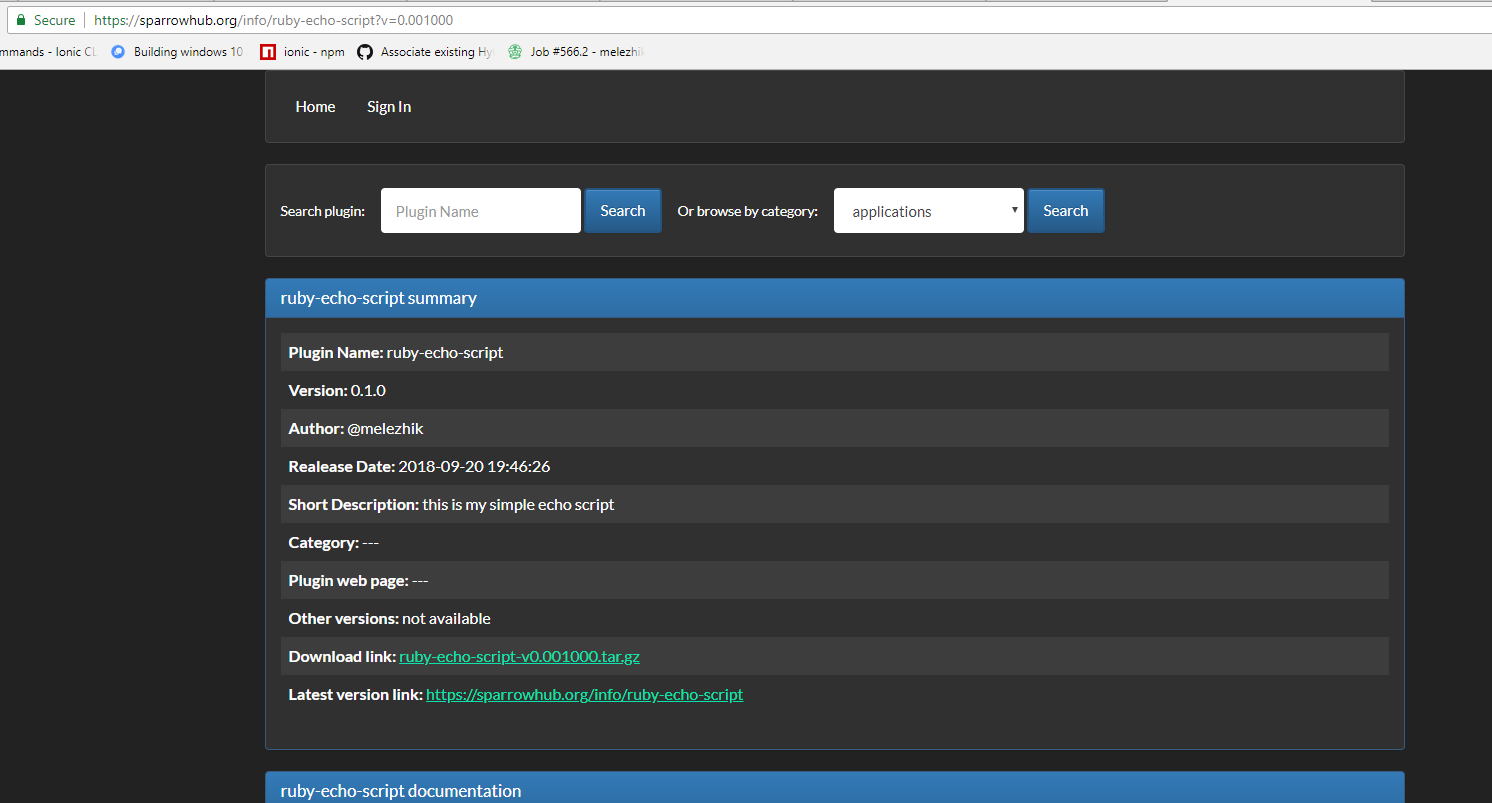 Secure https://sparrowhub.org/info/ruby-echo-script?v=0.001000
mmands - Ionic CL Building windows 10 ionic - npm Associate existing Hy Job #566.2 - melezhi
Home Sign In
Search plugin: Plugin Name Search Or browse by category: applications Search
ruby-echo-script summary
Plugin Name: ruby-echo-script
Version: 0.1.0
Author: @melezhik
Realease Date: 2018-09-20 19:46:26
Short Description: this is my simple echo script
Category: ---
Plugin web page: ---
Other versions: not available
Download link: ruby-echo-script-v0.001000.tar.gz
Latest version link: https://sparrowhub.org/info/ruby-echo-script
ruby-echo-script documentation